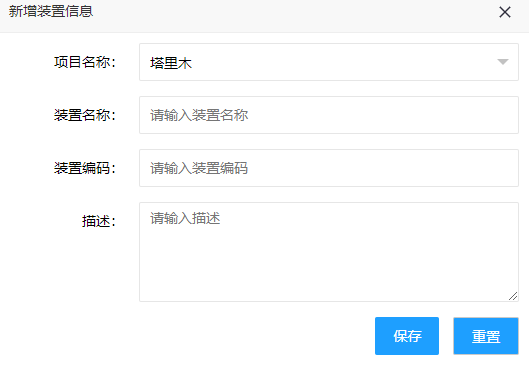 新增装置信息
项目名称： 塔里木
装置名称： 请输入装置名称
装置编码： 请输入装置编码
描述： 请输入描述
保存 重置